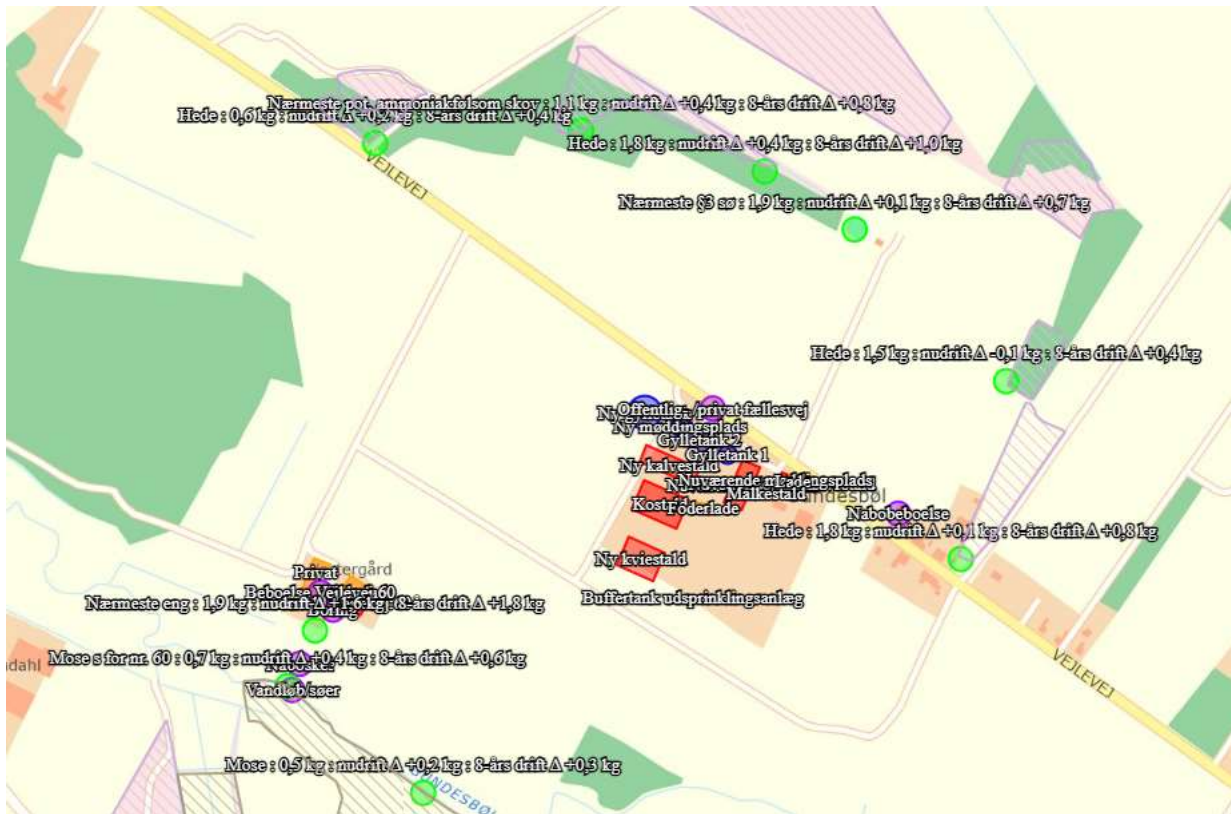 Nærmeste pot. ammoniakfølsom skov : 1,1 kg : nudrift Δ +0,4 kg : 8-års drift Δ +0,8 kg
Hede : 0,6 kg : nudrift Δ +0,2 kg : 8-års drift Δ +0,4 kg
Hede : 1,8 kg : nudrift Δ +0,4 kg : 8-års drift Δ +1,0 kg
VEJLEVEJ
Nærmeste §3 sø : 1,9 kg : nudrift Δ +0,1 kg : 8-års drift Δ +0,7 kg
Hede : 1,5 kg : nudrift Δ -0,1 kg : 8-års drift Δ +0,4 kg
Offentlig-/privat fællesvej
Ny møddingsplads
Gylletank 2
Gylletank 1
Ny kalvestald
Nuværende møddingsplads
Lade
Malkestald
Kostald
Foderlade
Nabobeboelse
Hede : 1,8 kg : nudrift Δ +0,1 kg : 8-års drift Δ +0,8 kg
Ny kviestald
Privat
Beboelse Vejlevej 60
Buffertank udsprinklingsanlæg
Nærmeste eng : 1,9 kg : nudrift Δ +1,6 kg : 8-års drift Δ +1,8 kg
Boring
Mose s for nr. 60 : 0,7 kg : nudrift Δ +0,4 kg : 8-års drift Δ +0,6 kg
Naboskel
VEJLEVEJ
Vandløb/søer
Mose : 0,5 kg : nudrift Δ +0,2 kg : 8-års drift Δ +0,3 kg